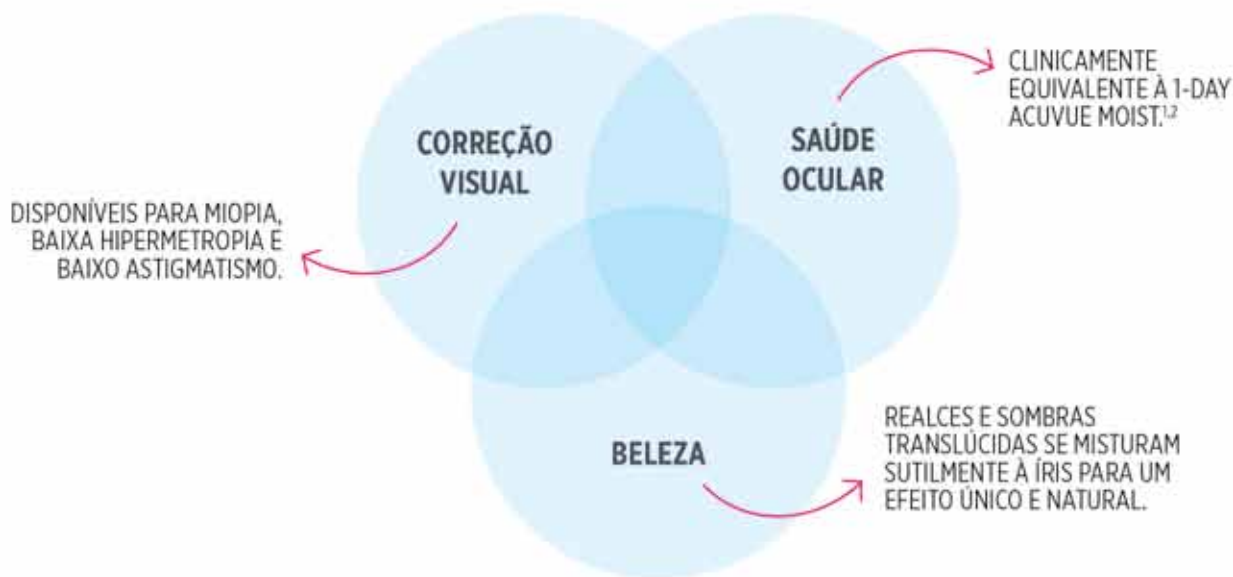 CLINICAMENTE
EQUIVALENTE À 1-DAY
ACUVUE MOIST.¹,²
CORREÇÃO
VISUAL
SAÚDE
OCULAR
DISPONÍVEIS PARA MIOPIA,
BAIXA HIPERMETROPIA E
BAIXO ASTIGMATISMO.
BELEZA
REALCES E SOMBRAS
TRANSLÚCIDAS SE MISTURAM
SUTILMENTE À ÍRIS PARA UM
EFEITO ÚNICO E NATURAL.